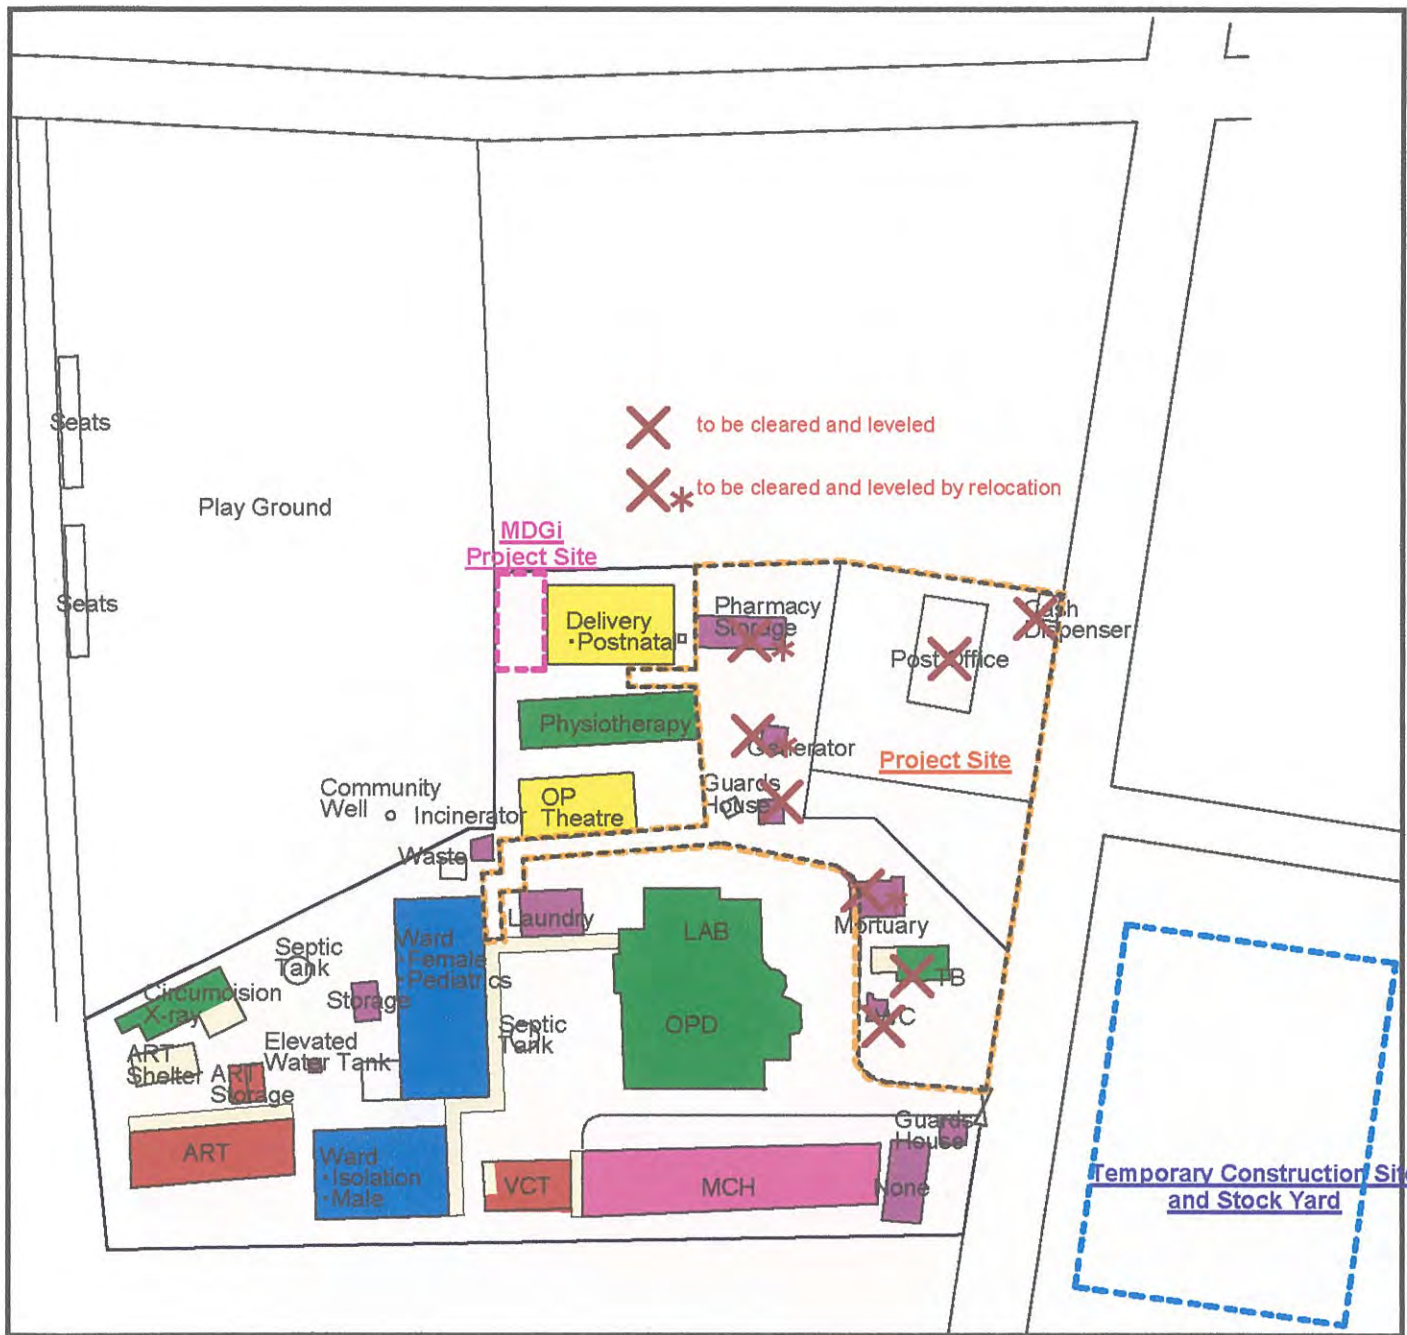 Seats
to be cleared and leveled
* to be cleared and leveled by relocation
Play Ground
MDGi
Project Site
Seats
Delivery
・Postnatal
Pharmacy
Storage
*
Cash
Dispenser
Post Office
Physiotherapy
Generator
*
Project Site
Community
Well
Incinerator
OP
Theatre
Guards
House
Waste
Laundry
LAB
Mortuary
*
Ward
・Female
・Pediatrics
Septic
Tank
TB
Circumcision
X-ray
Storage
Septic
Tank
OPD
WC
Elevated
Water Tank
ART
Shelter
ART
Storage
Guards
House
ART
Ward
・Isolation
・Male
VCT
MCH
None
Temporary Construction Site
and Stock Yard